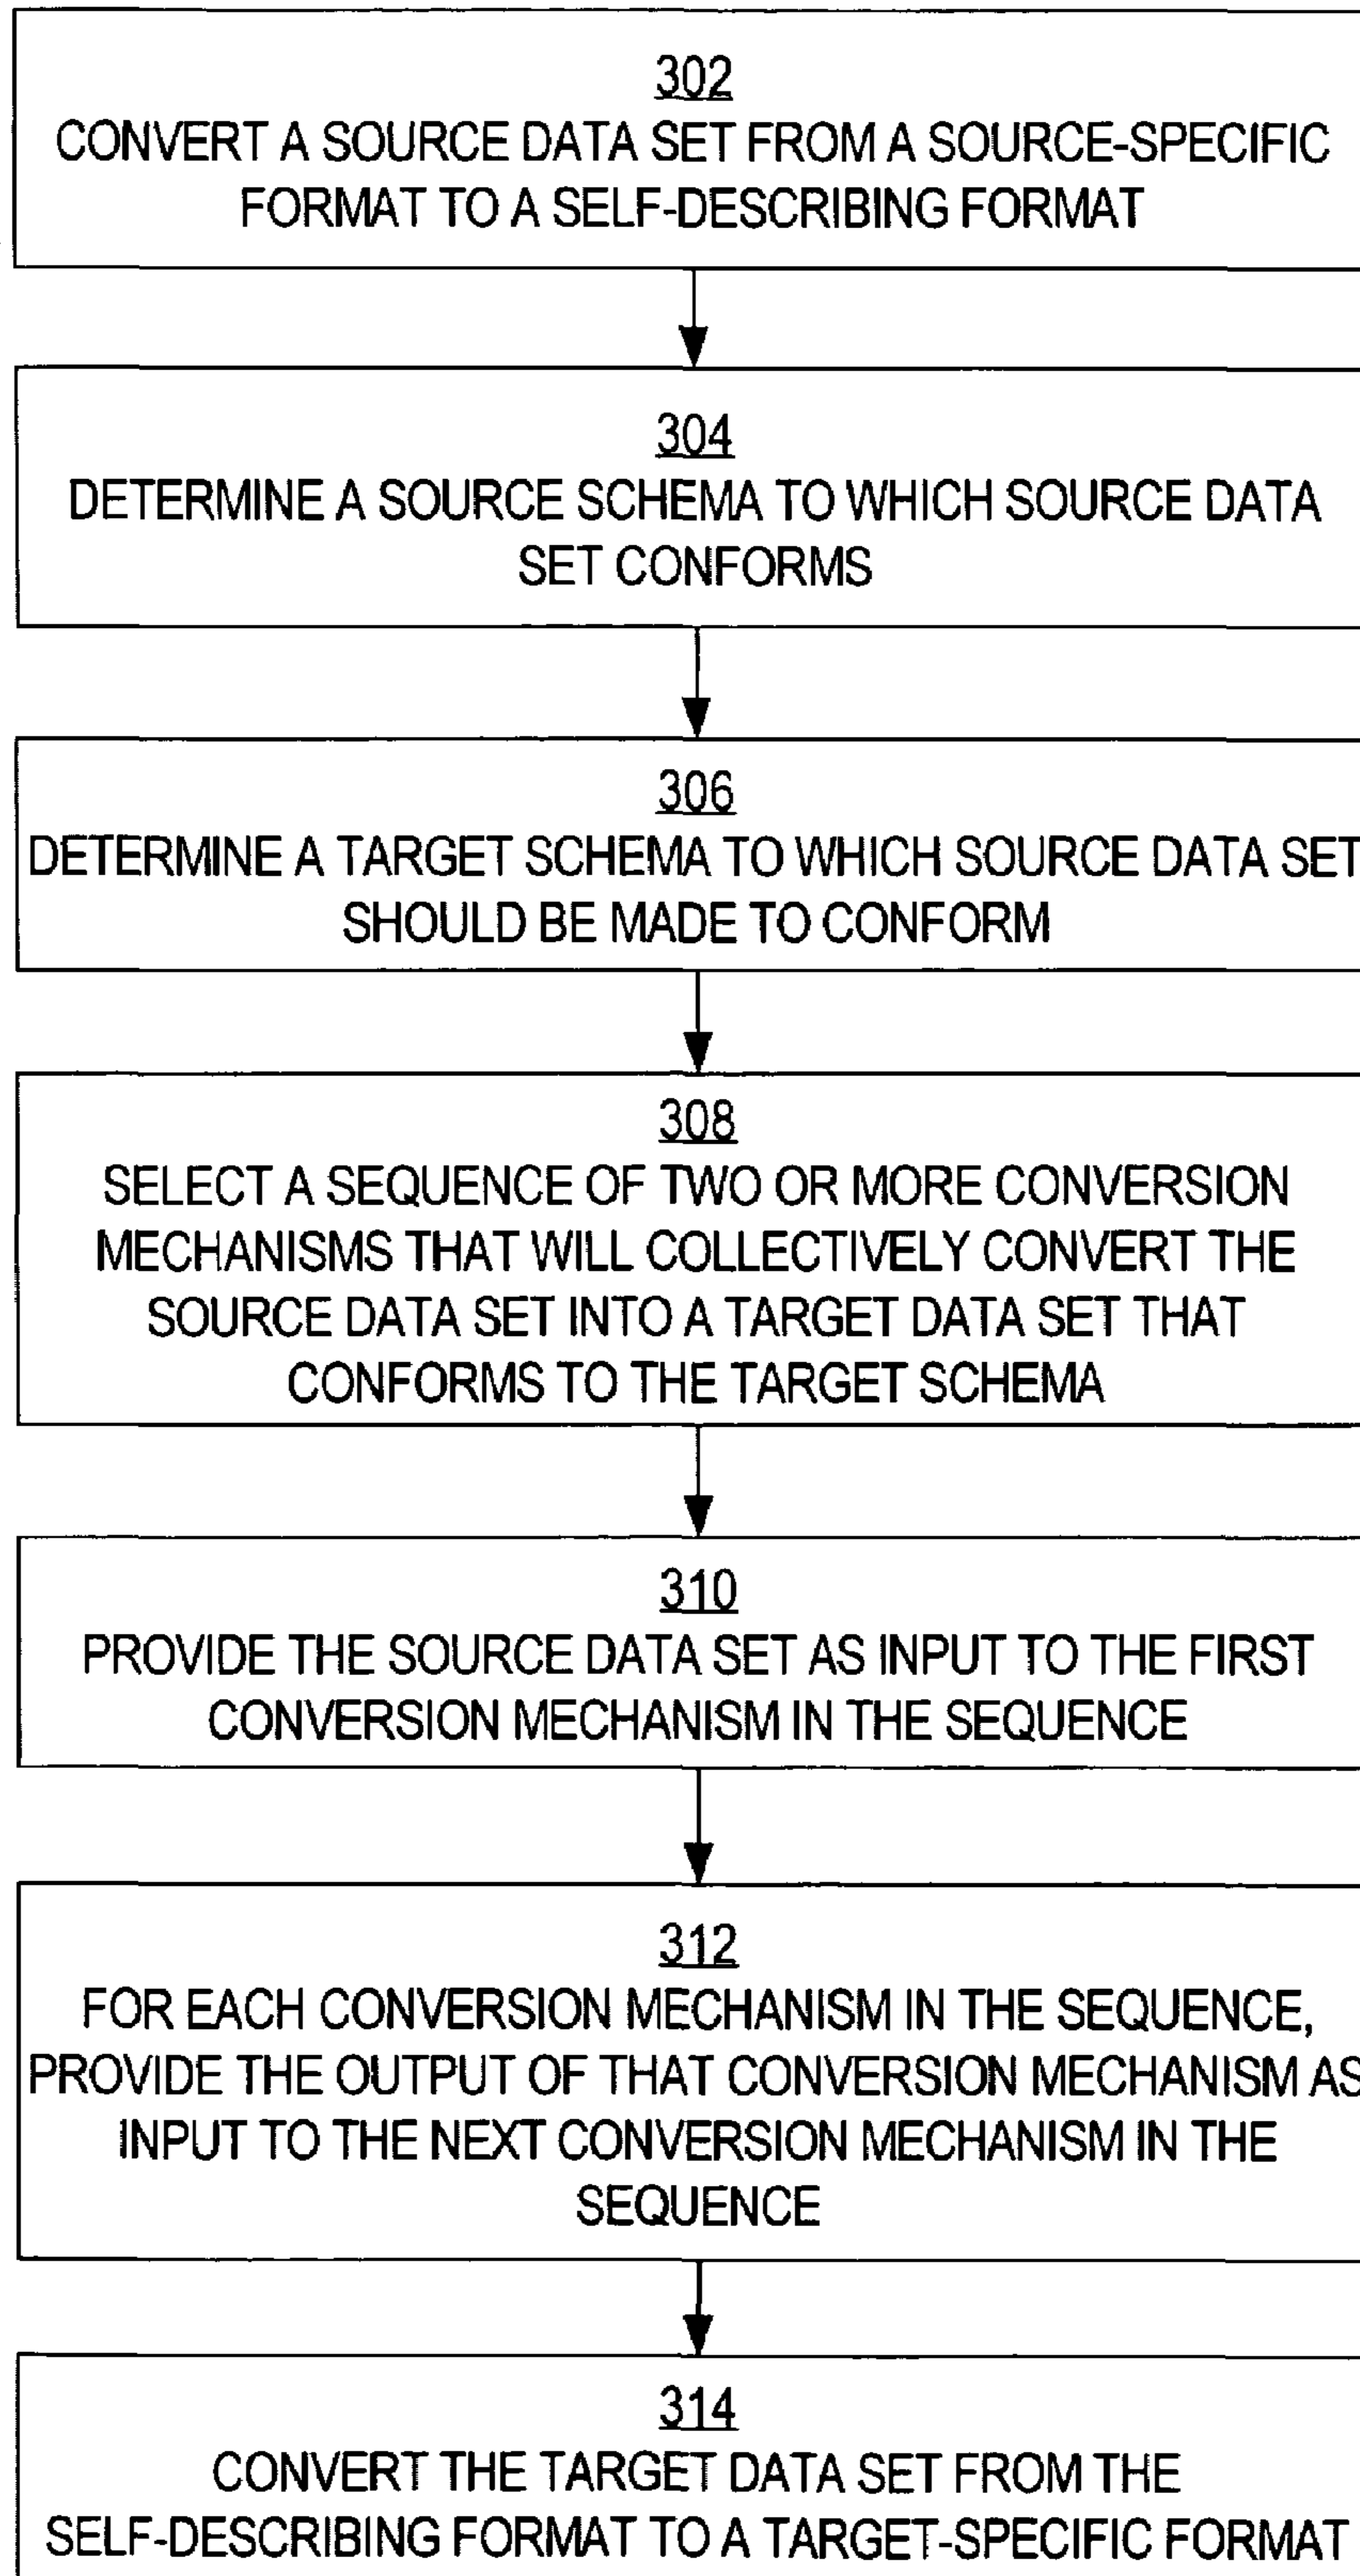 302
CONVERT A SOURCE DATA SET FROM A SOURCE-SPECIFIC
FORMAT TO A SELF-DESCRIBING FORMAT
304
DETERMINE A SOURCE SCHEMA TO WHICH SOURCE DATA
SET CONFORMS
306
DETERMINE A TARGET SCHEMA TO WHICH SOURCE DATA SET
SHOULD BE MADE TO CONFORM
308
SELECT A SEQUENCE OF TWO OR MORE CONVERSION
MECHANISMS THAT WILL COLLECTIVELY CONVERT THE
SOURCE DATA SET INTO A TARGET DATA SET THAT
CONFORMS TO THE TARGET SCHEMA
310
PROVIDE THE SOURCE DATA SET AS INPUT TO THE FIRST
CONVERSION MECHANISM IN THE SEQUENCE
312
FOR EACH CONVERSION MECHANISM IN THE SEQUENCE,
PROVIDE THE OUTPUT OF THAT CONVERSION MECHANISM AS
INPUT TO THE NEXT CONVERSION MECHANISM IN THE
SEQUENCE
314
CONVERT THE TARGET DATA SET FROM THE
SELF-DESCRIBING FORMAT TO A TARGET-SPECIFIC FORMAT